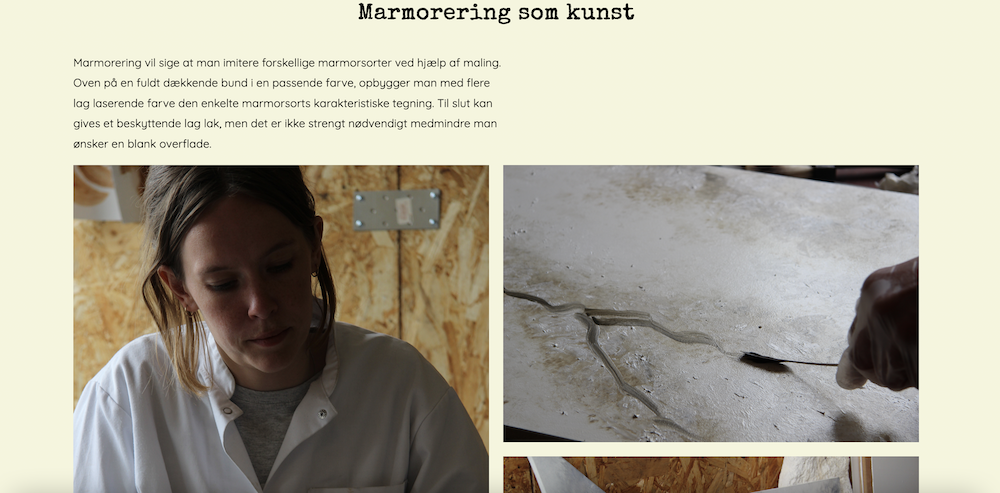 Marmorering som kunst
Marmorering vil sige at man imitere forskellige marmorsorter ved hjælp af maling.
Oven på en fuldt dækkende bund i en passende farve, opbygger man med flere
lag laserende farve den enkelte marmorsorts karakteristiske tegning. Til slut kan
gives et beskyttende lag lak, men det er ikke strengt nødvendigt medmindre man
ønsker en blank overflade.